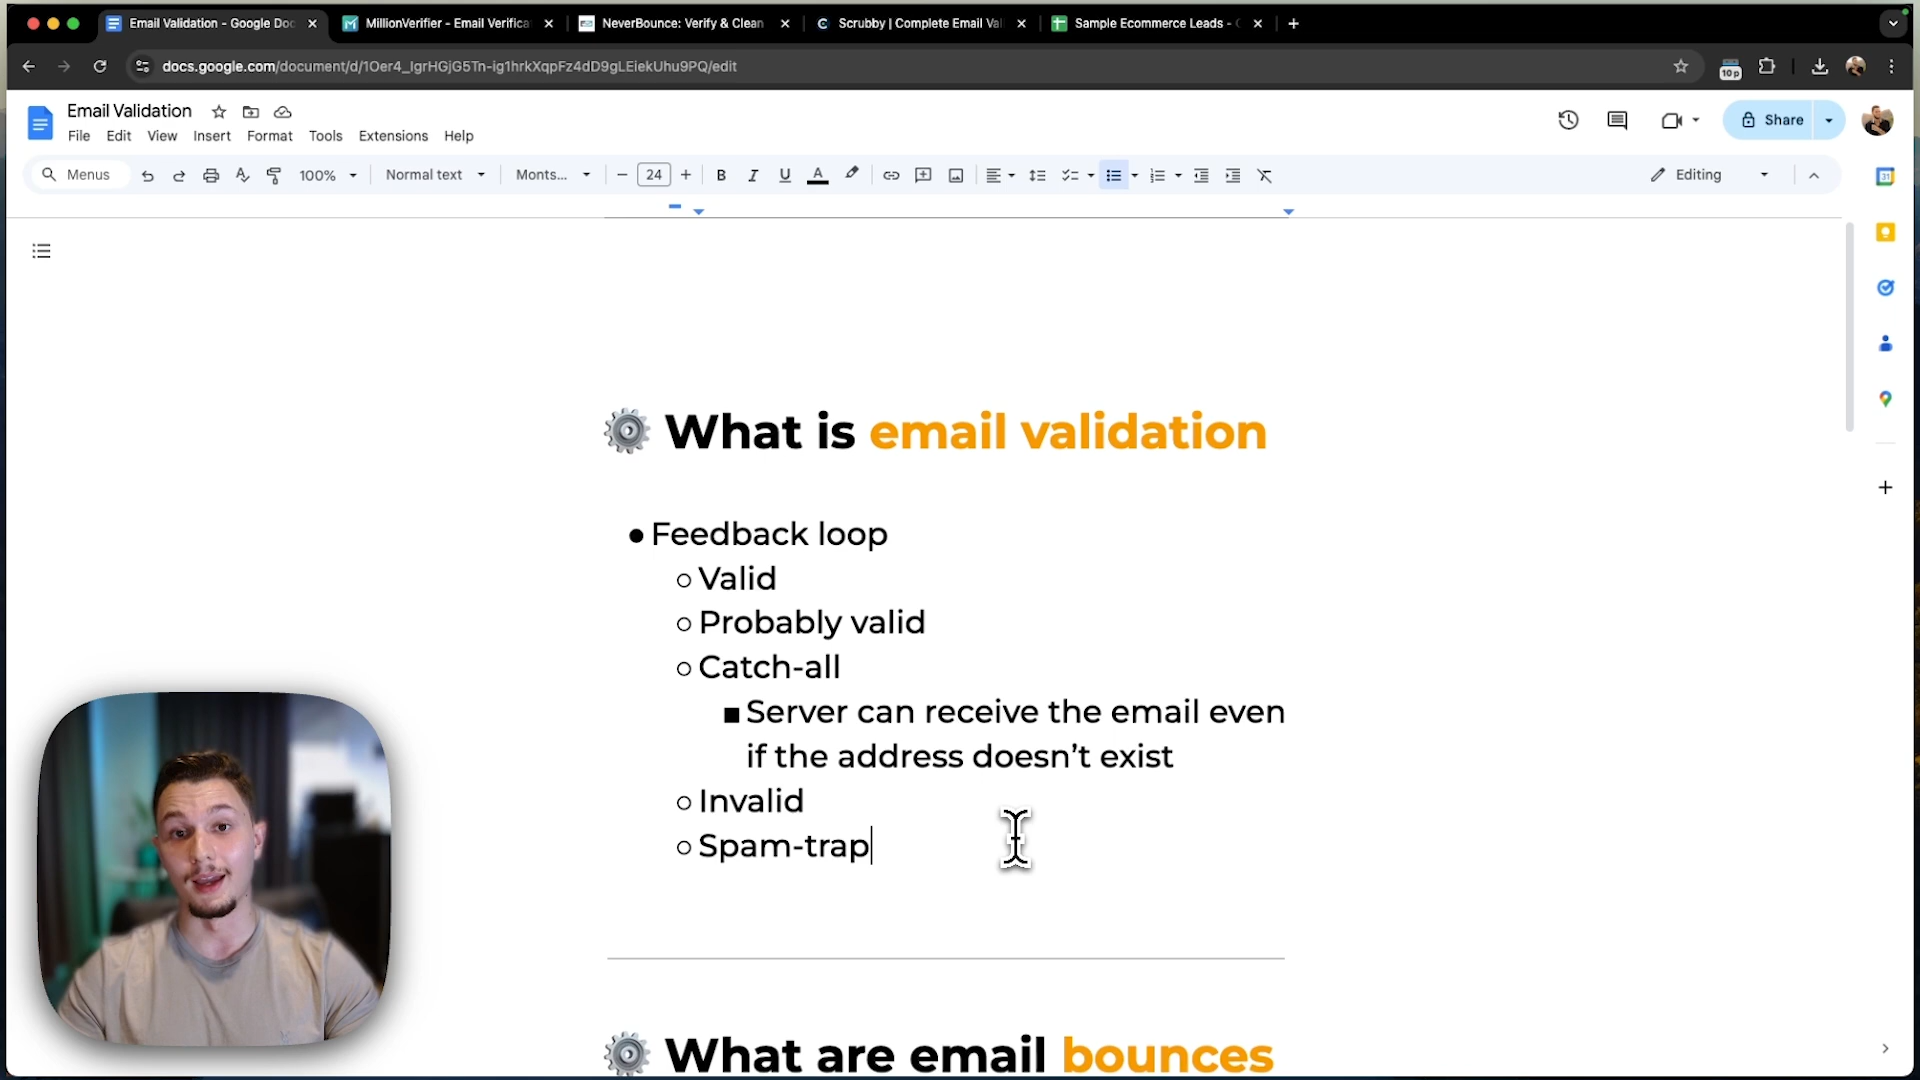 Email Validation - Google Doc
MillionVerifier - Email Verifica
NeverBounce: Verify & Clean
Scrubby | Complete Email Val
Sample Ecommerce Leads -
docs.google.com/document/d/1Oer4_IgrHGjG5Tn-ig1hrkXqpFz4dD9gLEiekUhu9PQ/edit
10 p
Email Validation
File Edit View Insert Format Tools Extensions Help
Share
Menus
100%
Normal text
Monts...
24
B I U A
Editing
31
What is email validation
Feedback loop
Valid
Probably valid
Catch-all
Server can receive the email even
if the address doesn't exist
Invalid
Spam-trap
What are email bounces